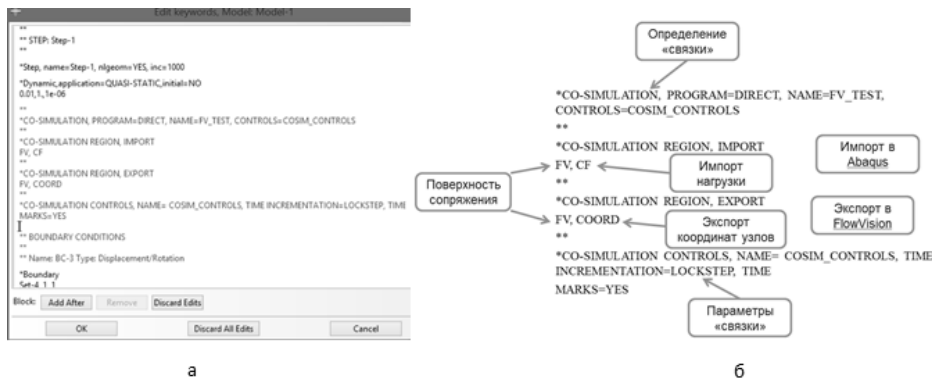 Edit keywords, Model: Model-1
**
** STEP: Step-1
**
*Step, name=Step-1, nlgeom=YES, inc=1000
*Dynamic,application=QUASI-STATIC,initial=NO
0.01,1.,1e-06
**
*CO-SIMULATION, PROGRAM=DIRECT, NAME=FV_TEST, CONTROLS=COSIM_CONTROLS
**
*CO-SIMULATION REGION, IMPORT
FV, CF
**
*CO-SIMULATION REGION, EXPORT
FV, COORD
**
*CO-SIMULATION CONTROLS, NAME= COSIM_CONTROLS, TIME INCREMENTATION=LOCKSTEP, TIME
MARKS=YES
** BOUNDARY CONDITIONS
**
** Name: BC-3 Type: Displacement/Rotation
*Boundary
Set-4, 1, 1
Block:
Add After
Remove
Discard Edits
OK
Discard All Edits
Cancel
а
Определение
«связки»
*CO-SIMULATION, PROGRAM=DIRECT, NAME=FV_TEST,
CONTROLS=COSIM_CONTROLS
**
*CO-SIMULATION REGION, IMPORT
FV, CF
**
*CO-SIMULATION REGION, EXPORT
FV, COORD
**
*CO-SIMULATION CONTROLS, NAME= COSIM_CONTROLS, TIME
INCREMENTATION=LOCKSTEP, TIME
MARKS=YES
Импорт в
Abaqus
Импорт
нагрузки
Поверхность
сопряжения
Экспорт в
FlowVision
Экспорт
координат узлов
Параметры
«связки»
б